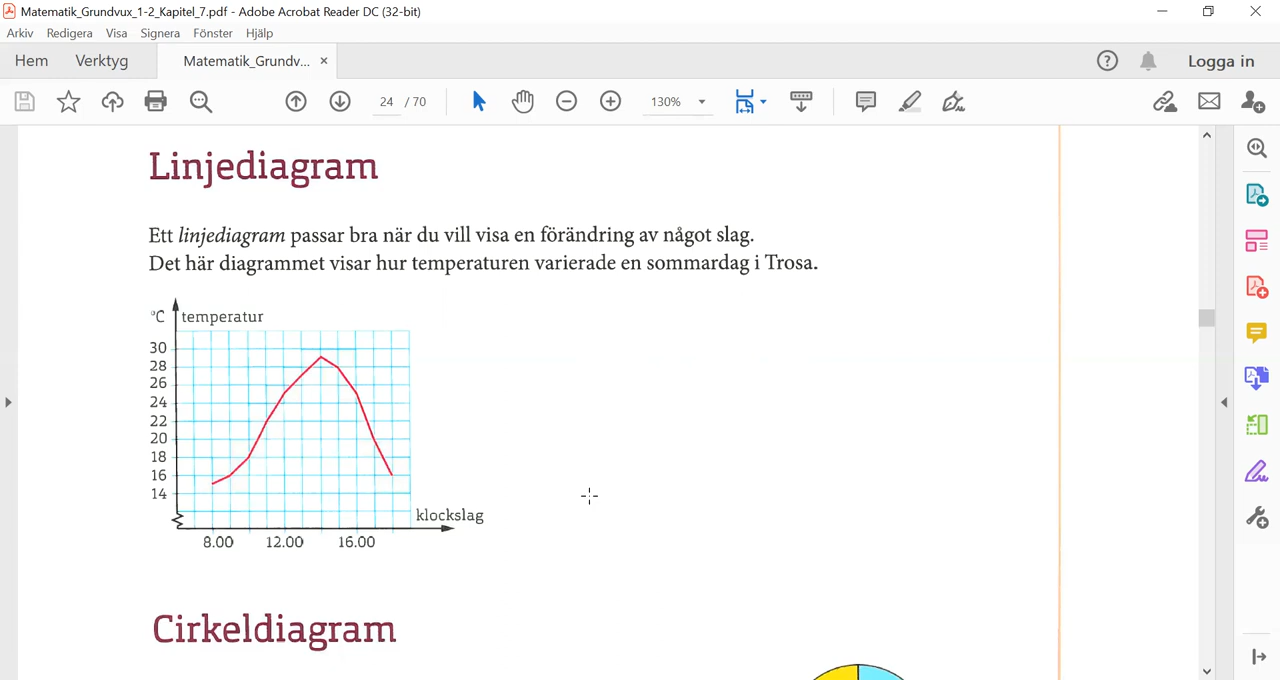 Matematik_Grundvux_1-2_Kapitel_7.pdf - Adobe Acrobat Reader DC (32-bit)
Arkiv Redigera Visa Signera Fönster Hjälp
Hem Verktyg Matematik_Grundv... × Logga in
24 / 70 130%
Linjediagram
Ett linjediagram passar bra när du vill visa en förändring av något slag.
Det här diagrammet visar hur temperaturen varierade en sommardag i Trosa.
°C temperatur
30
28
26
24
22
20
18
16
14
klockslag
8.00 12.00 16.00
Cirkeldiagram